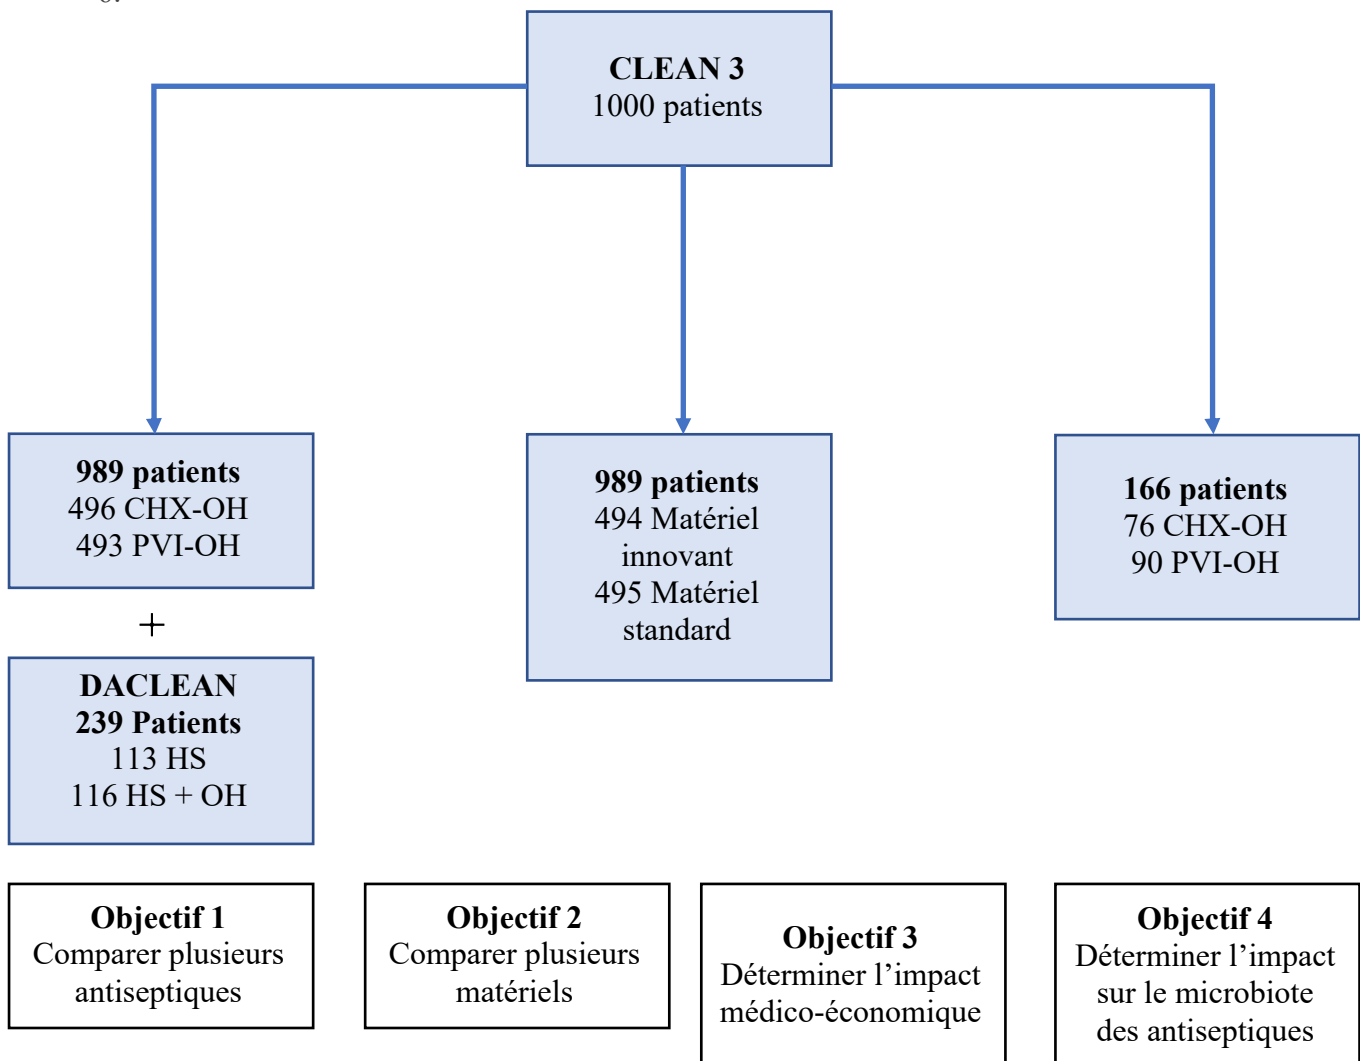 CLEAN 3
1000 patients
989 patients
496 CHX-OH
493 PVI-OH
+
DACLEAN
239 Patients
113 HS
116 HS + OH
989 patients
494 Matériel
innovant
495 Matériel
standard
166 patients
76 CHX-OH
90 PVI-OH
Objectif 1
Comparer plusieurs
antiseptiques
Objectif 2
Comparer plusieurs
matériels
Objectif 3
Déterminer l’impact
médico-économique
Objectif 4
Déterminer l’impact
sur le microbiote
des antiseptiques